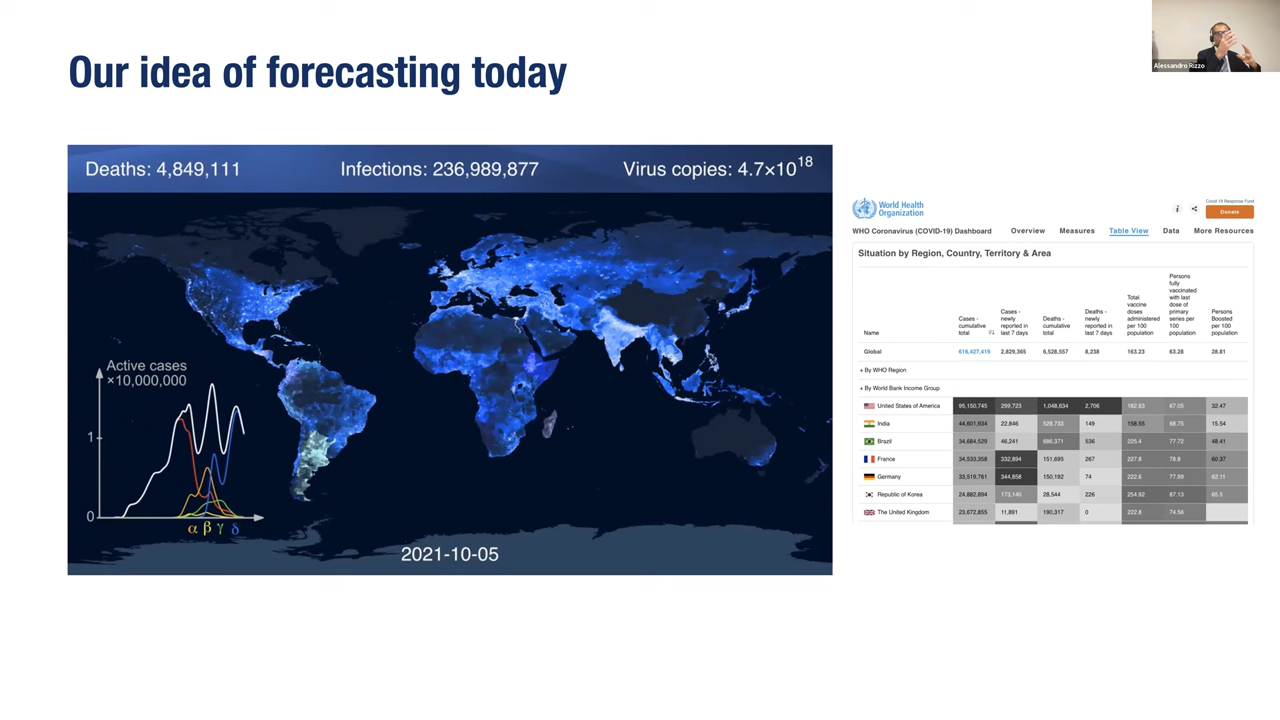 Our idea of forecasting today
Alessandro Rizzo
Deaths: 4,849,111 Infections: 236,989,877 Virus copies: 4.7×10¹⁸
Active cases
×10,000,000
1
0
α β γ δ
2021-10-05
World Health
Organization
i
Covid-19 Response Fund
Donate
WHO Coronavirus (COVID-19) Dashboard Overview Measures Table View Data More Resources
Situation by Region, Country, Territory & Area
Name
Cases -
cumulative
total
Cases -
newly
reported in
last 7 days
Deaths -
cumulative
total
Deaths -
newly
reported in
last 7 days
Total
vaccine
doses
administered
per 100
population
Persons
fully
vaccinated
with last
dose of
primary
series per
100
population
Persons
Boosted
per 100
population
Global 616,427,419 2,829,365 6,528,557 8,238 163.23 63.28 28.81
+ By WHO Region
+ By World Bank Income Group
United States of America 95,150,745 299,723 1,048,634 2,706 182.63 67.05 32.47
India 44,601,934 22,846 528,733 149 158.55 68.75 15.54
Brazil 34,684,529 46,241 686,371 536 225.4 77.72 48.41
France 34,533,358 332,894 151,695 267 227.8 78.8 60.37
Germany 33,519,761 344,858 150,192 74 222.6 77.99 62.11
Republic of Korea 24,882,894 173,140 28,544 226 254.92 87.13 65.5
The United Kingdom 23,672,855 11,891 190,317 0 222.8 74.56